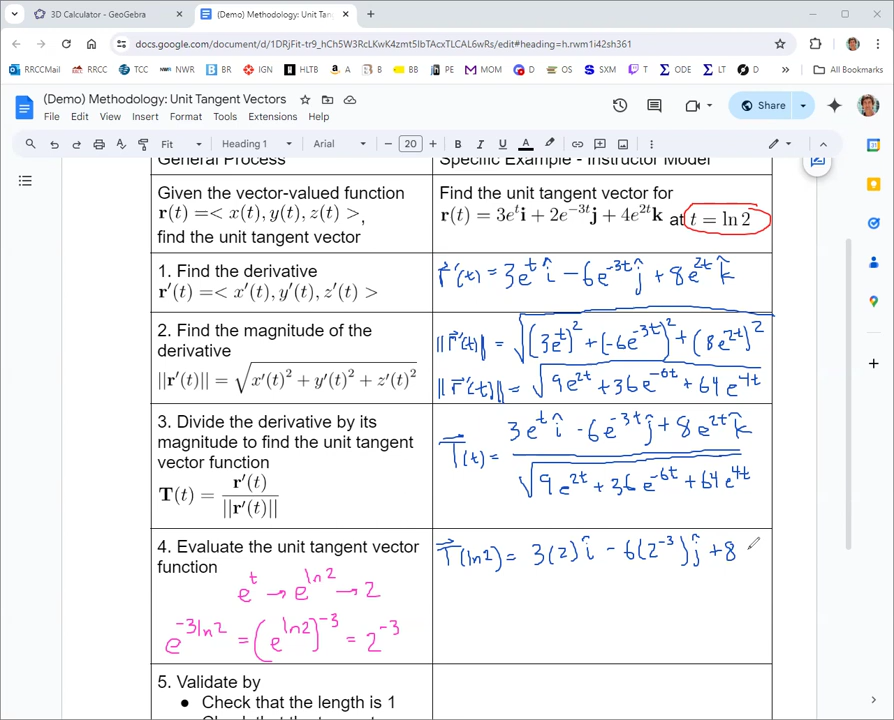 3D Calculator - GeoGebra
(Demo) Methodology: Unit Tan
docs.google.com/document/d/1DRjFit-tr9_hCh5W3RcLKwK4zmt5IbTAcxTLCAL6wRs/edit#heading=h.rwm1i42sh361
RRCCMail RRCC TCC NWR BR IGN HLTB A B BB PE MOM D OS SXM T ODE LT D » All Bookmarks
(Demo) Methodology: Unit Tangent Vectors
File Edit View Insert Format Tools Extensions Help
Share
Fit Heading 1 Arial − 20 + B I U A
General Process
Specific Example - Instructor Model
Given the vector-valued function
r(t) =< x(t), y(t), z(t) >,
find the unit tangent vector
Find the unit tangent vector for
r(t) = 3e^t i + 2e^{-3t} j + 4e^{2t} k at t = ln 2
1. Find the derivative
r′(t) =< x′(t), y′(t), z′(t) >
r⃗′(t) = 3e^t î − 6e^{-3t} ĵ + 8e^{2t} k̂
2. Find the magnitude of the
derivative
||r′(t)|| = √(x′(t)² + y′(t)² + z′(t)²)
||r⃗′(t)|| = √((3e^t)² + (−6e^{-3t})² + (8e^{2t})²)
||r⃗′(t)|| = √(9e^{2t} + 36e^{-6t} + 64e^{4t})
3. Divide the derivative by its
magnitude to find the unit tangent
vector function
T(t) = r′(t) / ||r′(t)||
T⃗(t) = 3e^t î − 6e^{-3t} ĵ + 8e^{2t} k̂ / √(9e^{2t} + 36e^{-6t} + 64e^{4t})
4. Evaluate the unit tangent vector
function
e^t → e^{ln2} → 2
e^{-3ln2} = (e^{ln2})^{-3} = 2^{-3}
T⃗(ln2) = 3(2) î − 6(2^{-3}) ĵ + 8
5. Validate by
● Check that the length is 1